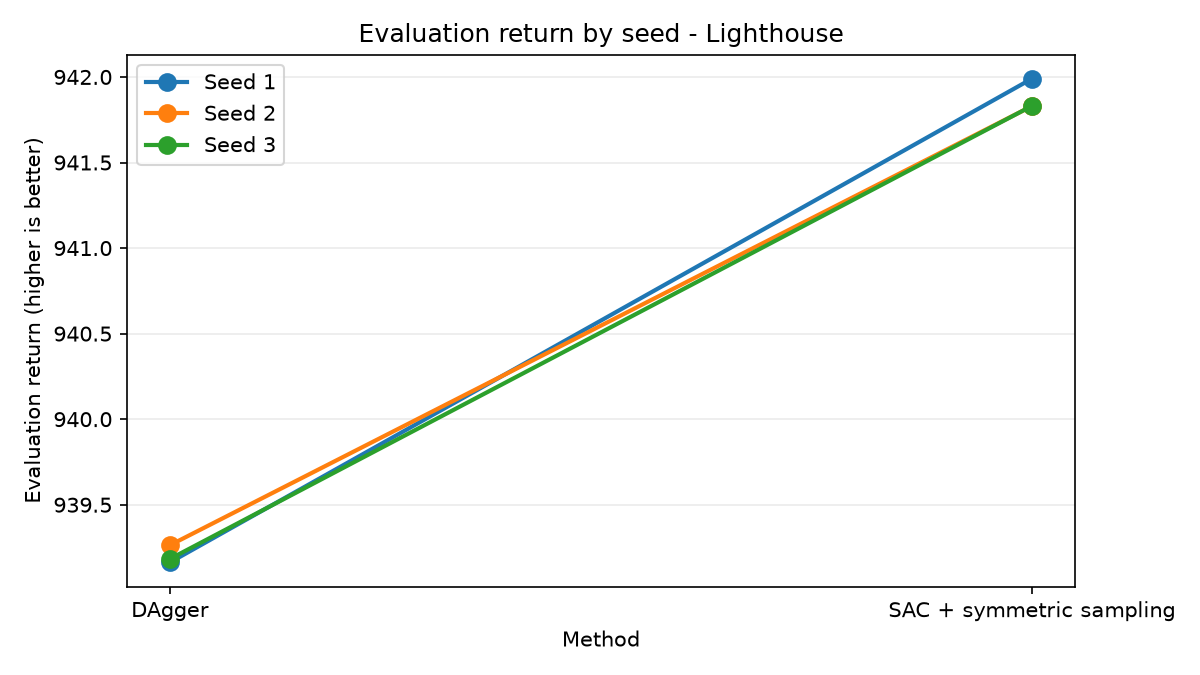 Evaluation return by seed - Lighthouse
Evaluation return (higher is better)
942.0
941.5
941.0
940.5
940.0
939.5
Seed 1
Seed 2
Seed 3
DAgger
SAC + symmetric sampling
Method